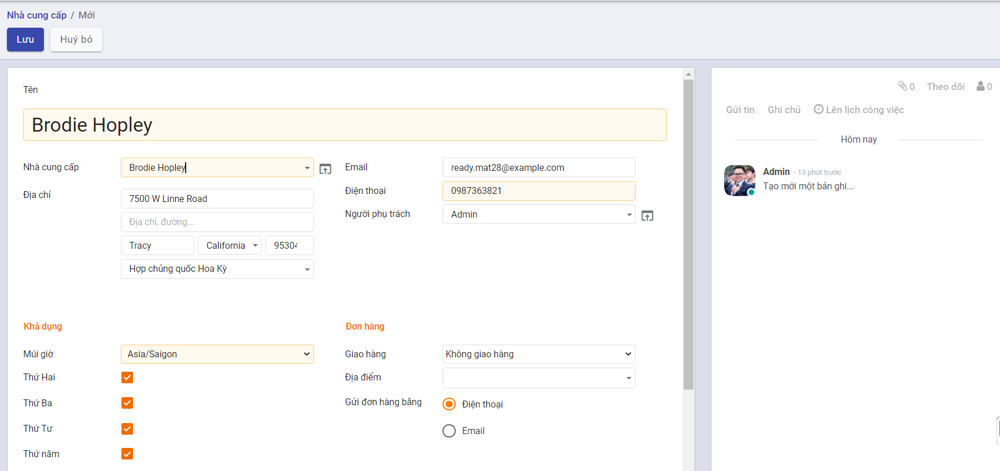 Nhà cung cấp / Mới
Lưu
Huỷ bỏ
Tên
Brodie Hopley
Nhà cung cấp
Brodie Hopley
Địa chỉ
7500 W Linne Road
Địa chỉ, đường...
Tracy
California
95304
Hợp chủng quốc Hoa Kỳ
Email
ready.mat28@example.com
Điện thoại
0987363821
Người phụ trách
Admin
Khả dụng
Múi giờ
Asia/Saigon
Thứ Hai
Thứ Ba
Thứ Tư
Thứ năm
Đơn hàng
Giao hàng
Không giao hàng
Địa điểm
Gửi đơn hàng bằng
Điện thoại
Email
0 Theo dõi 0
Gửi tin Ghi chú Lên lịch công việc
Hôm nay
Admin - 13 phút trước
Tạo mới một bản ghi...